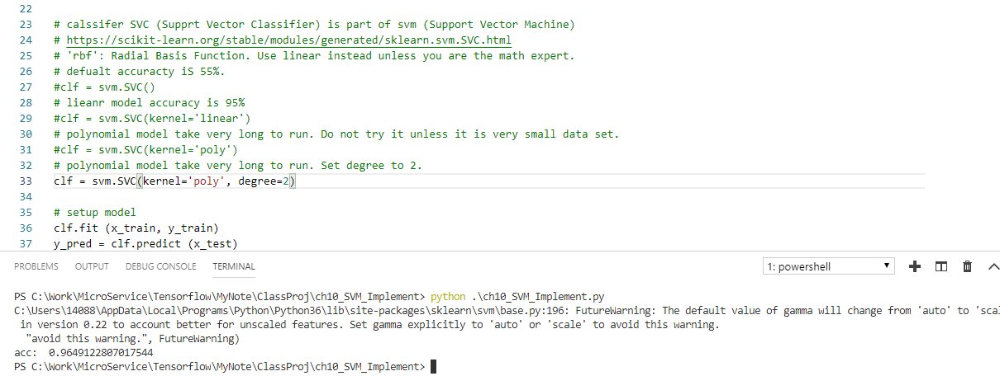 22
23 # calssifer SVC (Supprt Vector Classifier) is part of svm (Support Vector Machine)
24 # https://scikit-learn.org/stable/modules/generated/sklearn.svm.SVC.html
25 # 'rbf': Radial Basis Function. Use linear instead unless you are the math expert.
26 # defualt accuracty iS 55%.
27 #clf = svm.SVC()
28 # lieanr model accuracy is 95%
29 #clf = svm.SVC(kernel='linear')
30 # polynomial model take very long to run. Do not try it unless it is very small data set.
31 #clf = svm.SVC(kernel='poly')
32 # polynomial model take very long to run. Set degree to 2.
33 clf = svm.SVC(kernel='poly', degree=2)
34
35 # setup model
36 clf.fit (x_train, y_train)
37 y_pred = clf.predict (x_test)
PROBLEMS OUTPUT DEBUG CONSOLE TERMINAL 1: powershell
PS C:\Work\MicroService\Tensorflow\MyNote\ClassProj\ch10_SVM_Implement> python .\ch10_SVM_Implement.py
C:\Users\14088\AppData\Local\Programs\Python\Python36\lib\site-packages\sklearn\svm\base.py:196: FutureWarning: The default value of gamma will change from 'auto' to 'scal
in version 0.22 to account better for unscaled features. Set gamma explicitly to 'auto' or 'scale' to avoid this warning.
"avoid this warning.", FutureWarning)
acc: 0.9649122807017544
PS C:\Work\MicroService\Tensorflow\MyNote\ClassProj\ch10_SVM_Implement>